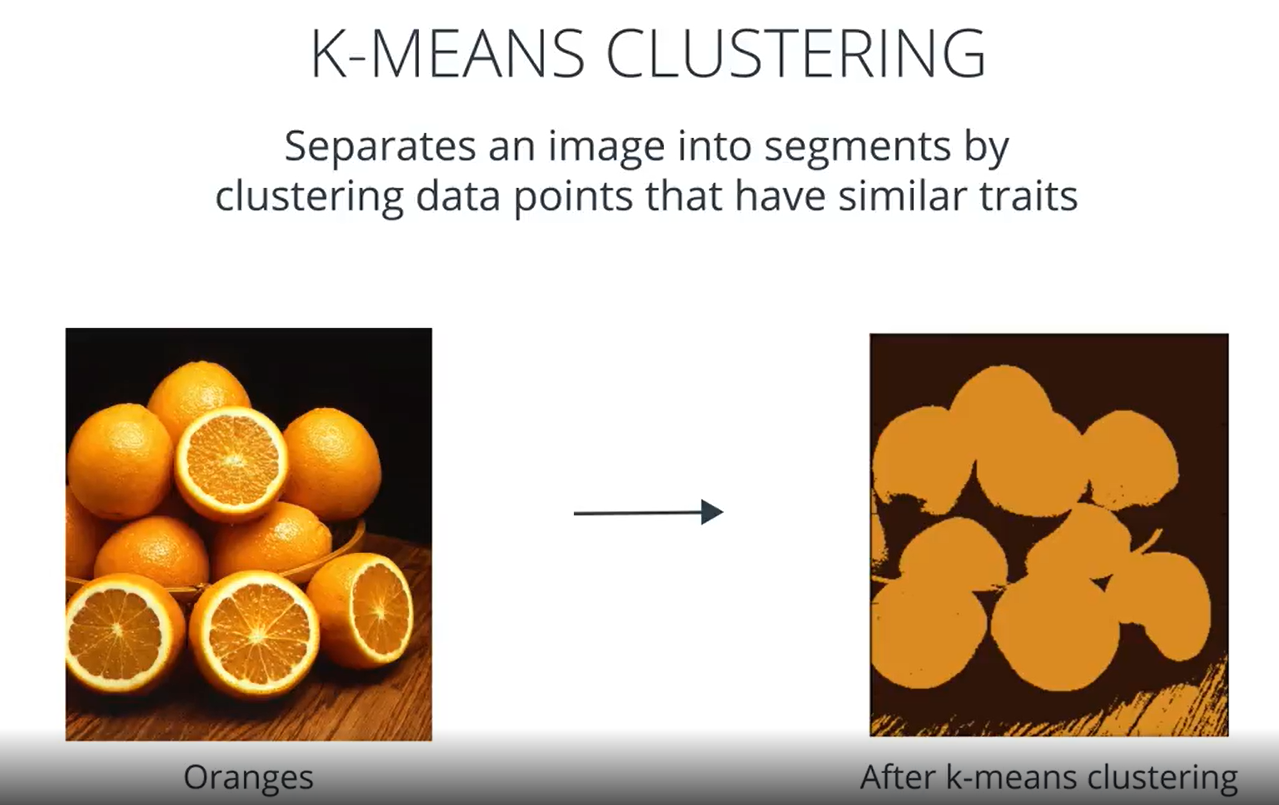 K-MEANS CLUSTERING
Separates an image into segments by
clustering data points that have similar traits
Oranges
After k-means clustering